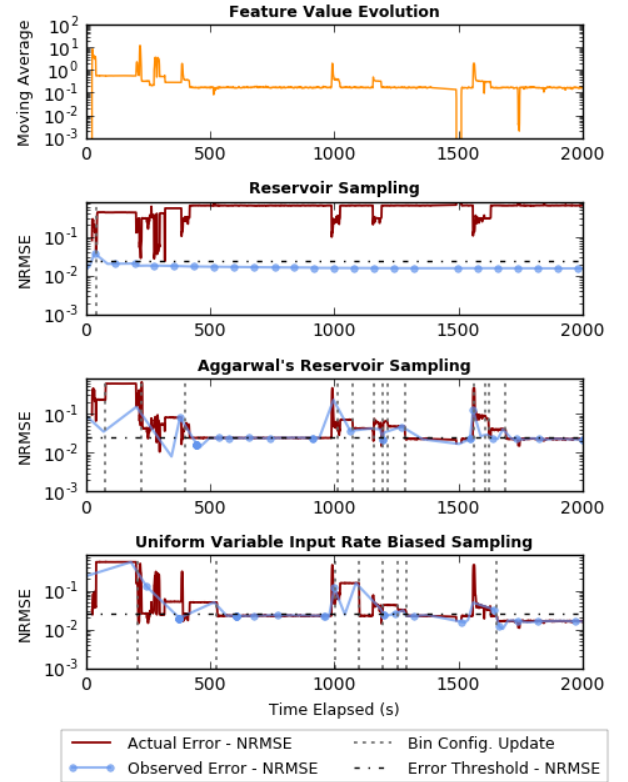 Feature Value Evolution
Moving Average
10^2
10^1
10^0
10^-1
10^-2
10^-3
0 500 1000 1500 2000
Reservoir Sampling
NRMSE
10^-1
10^-2
10^-3
0 500 1000 1500 2000
Aggarwal's Reservoir Sampling
NRMSE
10^-1
10^-2
10^-3
0 500 1000 1500 2000
Uniform Variable Input Rate Biased Sampling
NRMSE
10^-1
10^-2
10^-3
0 500 1000 1500 2000
Time Elapsed (s)
Actual Error - NRMSE Bin Config. Update
Observed Error - NRMSE Error Threshold - NRMSE